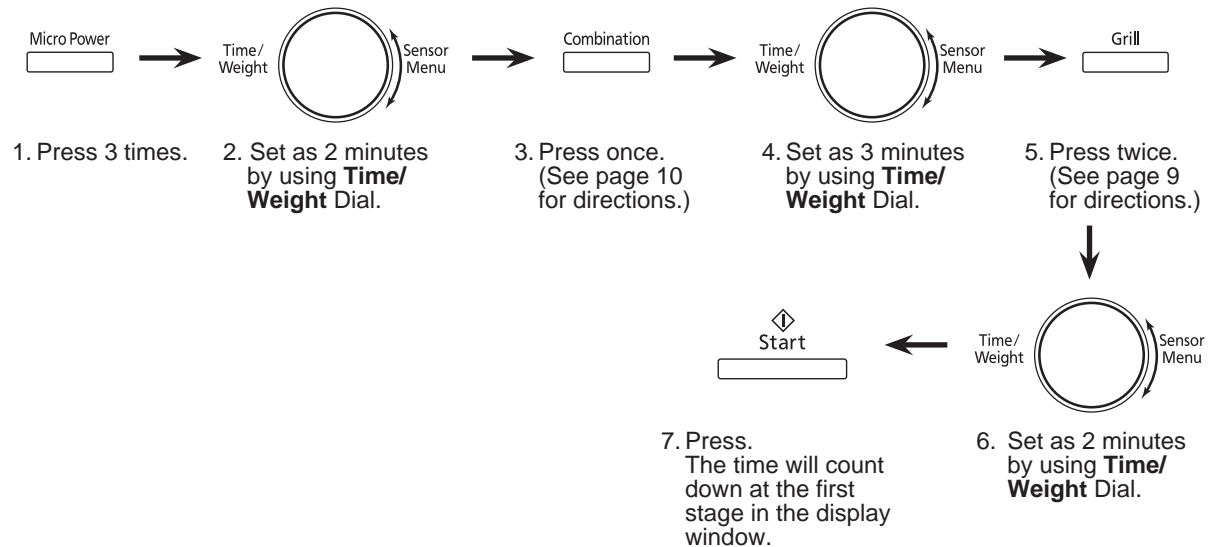 Micro Power
Time/
Weight
Sensor
Menu
Combination
Time/
Weight
Sensor
Menu
Grill
1. Press 3 times.
2. Set as 2 minutes
by using Time/
Weight Dial.
3. Press once.
(See page 10
for directions.)
4. Set as 3 minutes
by using Time/
Weight Dial.
5. Press twice.
(See page 9
for directions.)
Start
Time/
Weight
Sensor
Menu
7. Press.
The time will count
down at the first
stage in the display
window.
6. Set as 2 minutes
by using Time/
Weight Dial.